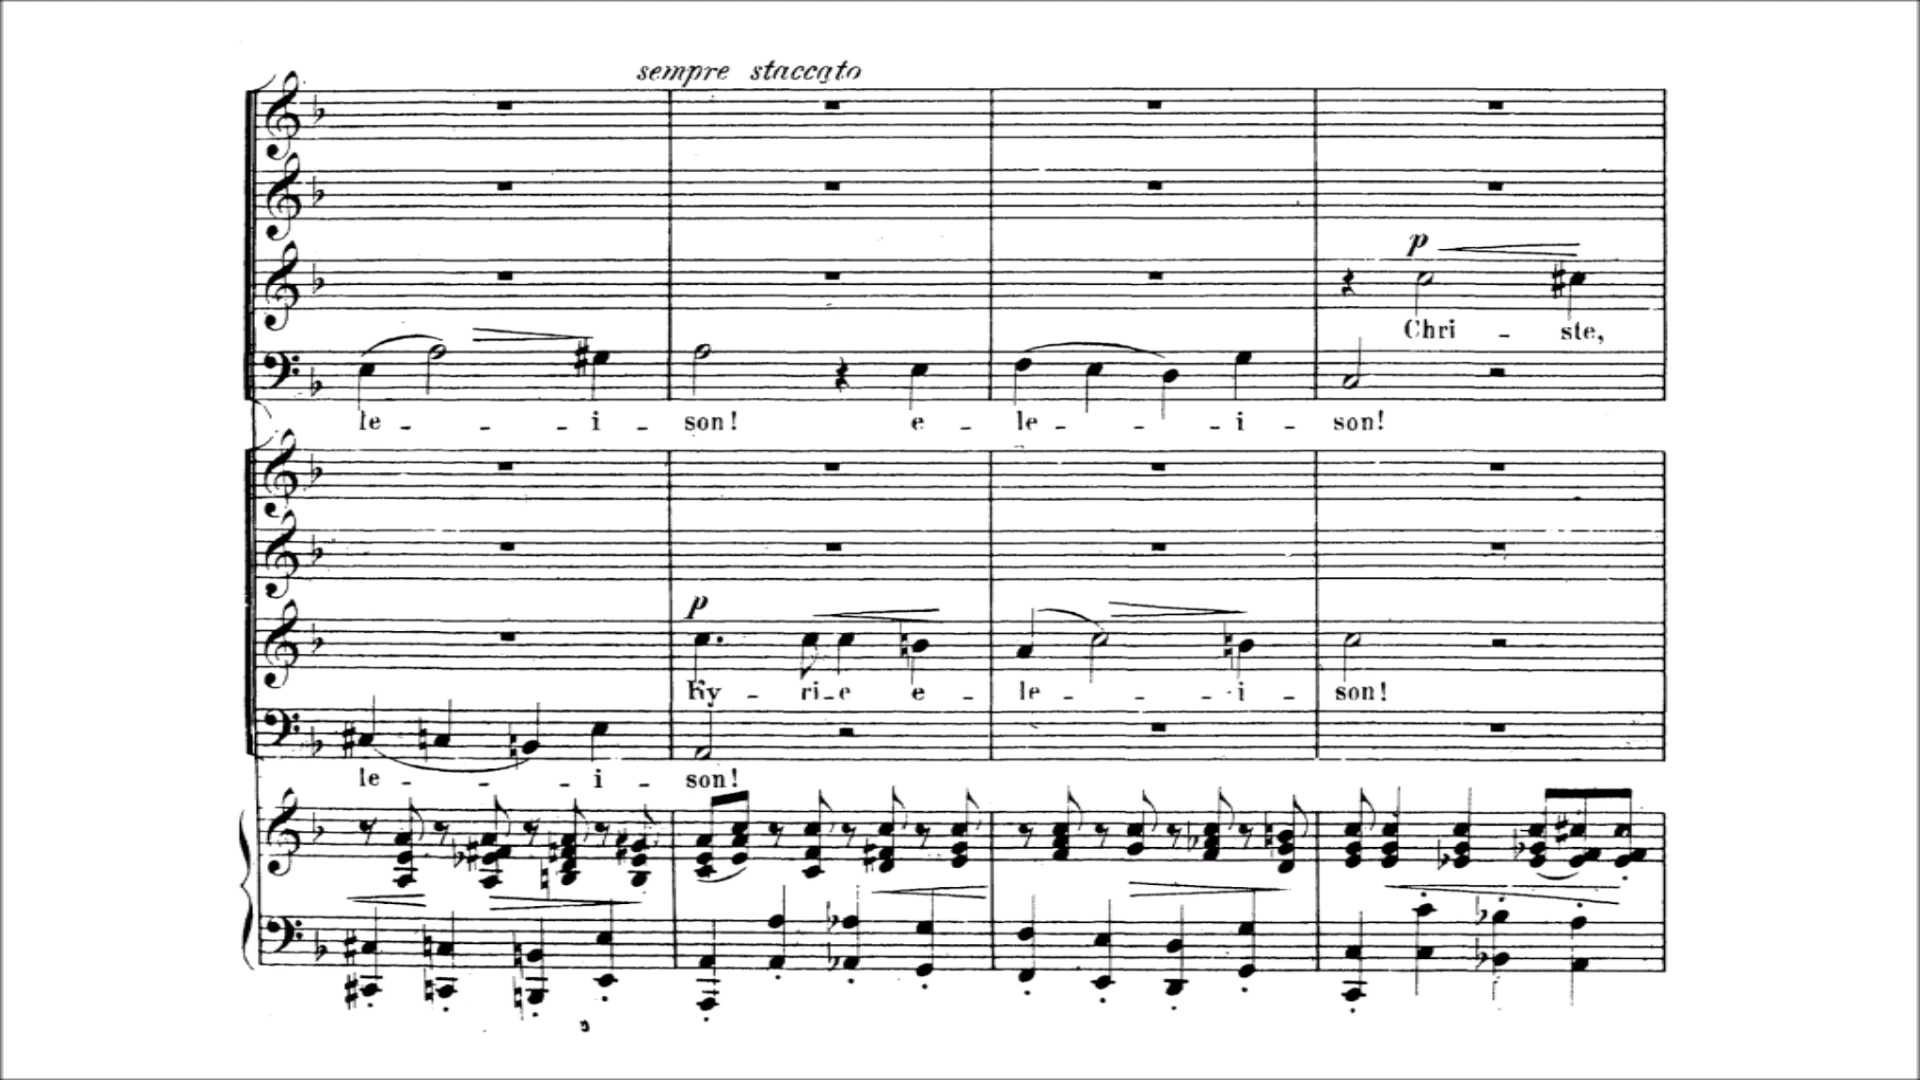 sempre staccato
p
Chri - ste,
le - - - i - son! e - le - - - i - son!
p
Ky - ri - e e - le - - - i - son!
le - - - i - son!